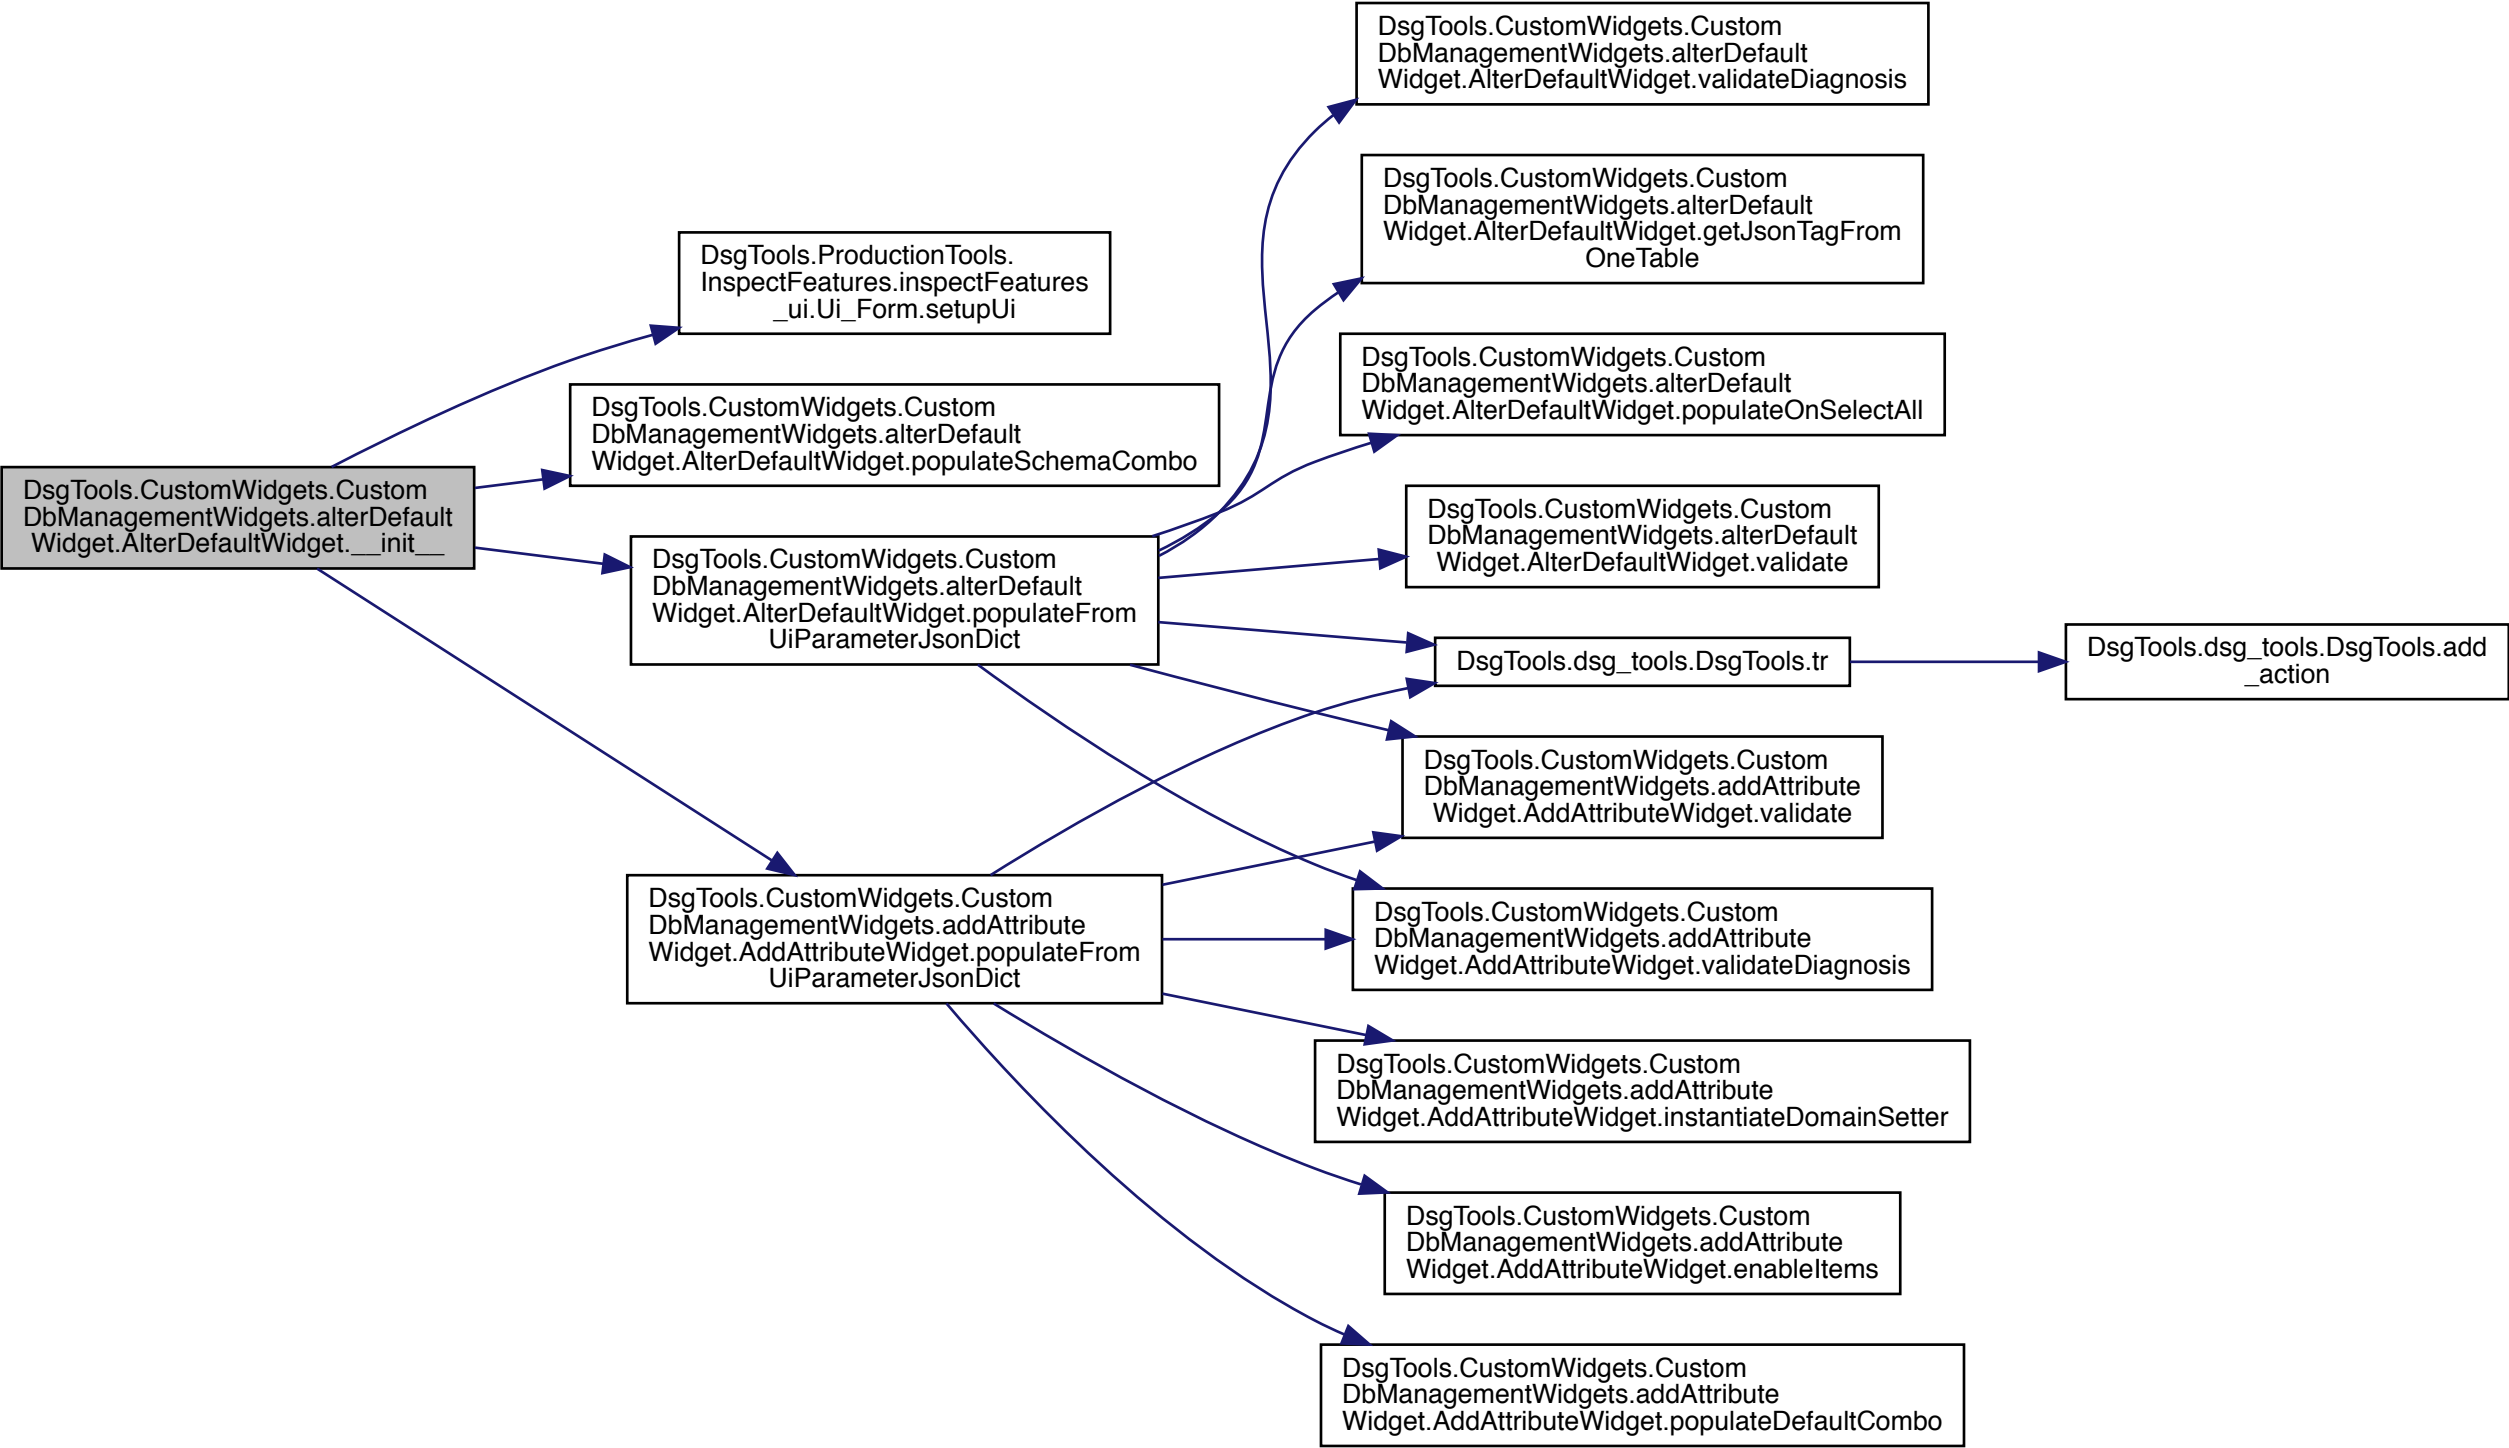 DsgTools.CustomWidgets.Custom
DbManagementWidgets.alterDefault
Widget.AlterDefaultWidget.__init__
DsgTools.ProductionTools.
InspectFeatures.inspectFeatures
_ui.Ui_Form.setupUi
DsgTools.CustomWidgets.Custom
DbManagementWidgets.alterDefault
Widget.AlterDefaultWidget.populateSchemaCombo
DsgTools.CustomWidgets.Custom
DbManagementWidgets.alterDefault
Widget.AlterDefaultWidget.populateFrom
UiParameterJsonDict
DsgTools.CustomWidgets.Custom
DbManagementWidgets.addAttribute
Widget.AddAttributeWidget.populateFrom
UiParameterJsonDict
DsgTools.CustomWidgets.Custom
DbManagementWidgets.alterDefault
Widget.AlterDefaultWidget.validateDiagnosis
DsgTools.CustomWidgets.Custom
DbManagementWidgets.alterDefault
Widget.AlterDefaultWidget.getJsonTagFrom
OneTable
DsgTools.CustomWidgets.Custom
DbManagementWidgets.alterDefault
Widget.AlterDefaultWidget.populateOnSelectAll
DsgTools.CustomWidgets.Custom
DbManagementWidgets.alterDefault
Widget.AlterDefaultWidget.validate
DsgTools.dsg_tools.DsgTools.tr
DsgTools.CustomWidgets.Custom
DbManagementWidgets.addAttribute
Widget.AddAttributeWidget.validate
DsgTools.CustomWidgets.Custom
DbManagementWidgets.addAttribute
Widget.AddAttributeWidget.validateDiagnosis
DsgTools.CustomWidgets.Custom
DbManagementWidgets.addAttribute
Widget.AddAttributeWidget.instantiateDomainSetter
DsgTools.CustomWidgets.Custom
DbManagementWidgets.addAttribute
Widget.AddAttributeWidget.enableItems
DsgTools.CustomWidgets.Custom
DbManagementWidgets.addAttribute
Widget.AddAttributeWidget.populateDefaultCombo
DsgTools.dsg_tools.DsgTools.add
_action